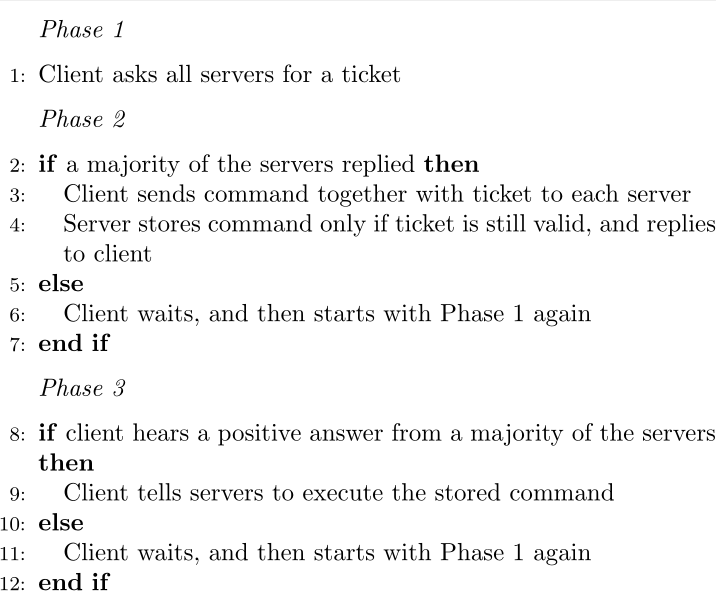 Phase 1
1: Client asks all servers for a ticket
Phase 2
2: if a majority of the servers replied then
3: Client sends command together with ticket to each server
4: Server stores command only if ticket is still valid, and replies
to client
5: else
6: Client waits, and then starts with Phase 1 again
7: end if
Phase 3
8: if client hears a positive answer from a majority of the servers
then
9: Client tells servers to execute the stored command
10: else
11: Client waits, and then starts with Phase 1 again
12: end if